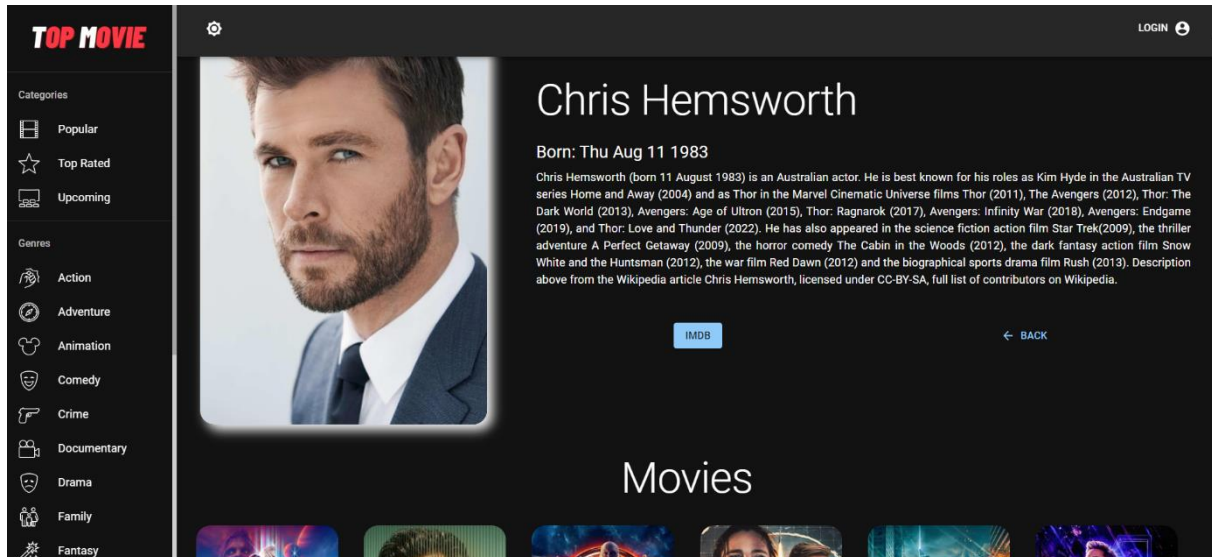 TOP MOVIE
LOGIN
Categories
Popular
Top Rated
Upcoming
Genres
Action
Adventure
Animation
Comedy
Crime
Documentary
Drama
Family
Fantasy
Chris Hemsworth
Born: Thu Aug 11 1983
Chris Hemsworth (born 11 August 1983) is an Australian actor. He is best known for his roles as Kim Hyde in the Australian TV
series Home and Away (2004) and as Thor in the Marvel Cinematic Universe films Thor (2011), The Avengers (2012), Thor: The
Dark World (2013), Avengers: Age of Ultron (2015), Thor: Ragnarok (2017), Avengers: Infinity War (2018), Avengers: Endgame
(2019), and Thor: Love and Thunder (2022). He has also appeared in the science fiction action film Star Trek(2009), the thriller
adventure A Perfect Getaway (2009), the horror comedy The Cabin in the Woods (2012), the dark fantasy action film Snow
White and the Huntsman (2012), the war film Red Dawn (2012) and the biographical sports drama film Rush (2013). Description
above from the Wikipedia article Chris Hemsworth, licensed under CC-BY-SA, full list of contributors on Wikipedia.
IMDB
← BACK
Movies